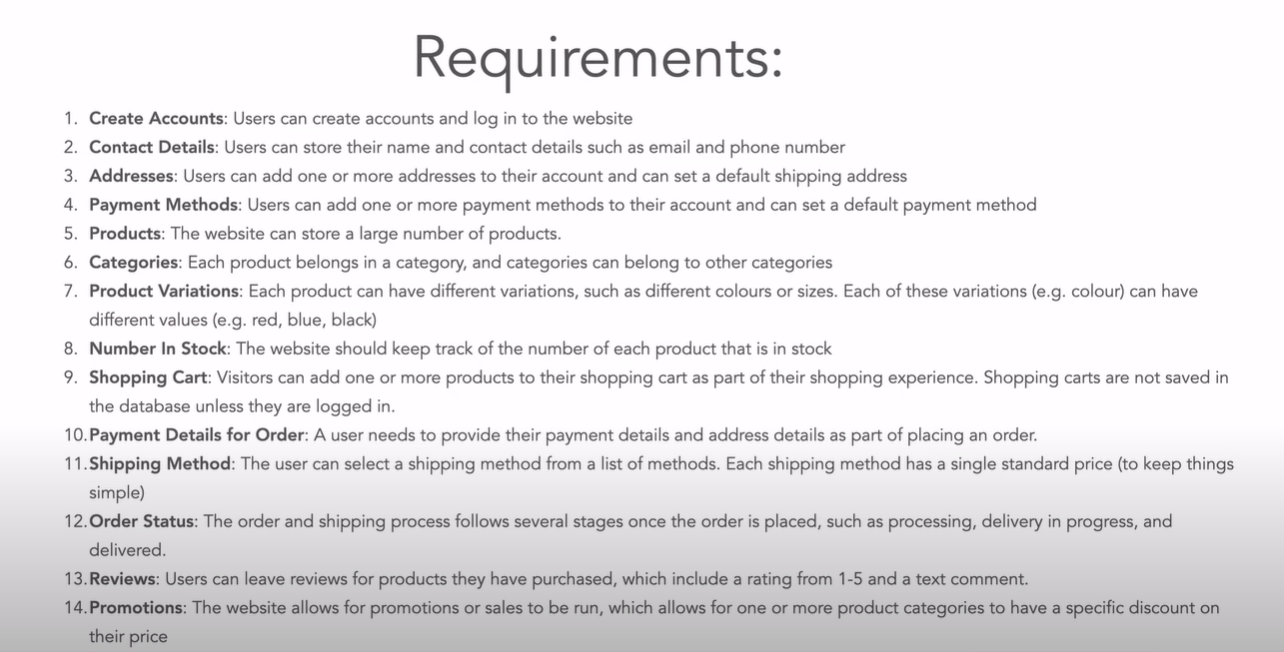 Requirements:
1. Create Accounts: Users can create accounts and log in to the website
2. Contact Details: Users can store their name and contact details such as email and phone number
3. Addresses: Users can add one or more addresses to their account and can set a default shipping address
4. Payment Methods: Users can add one or more payment methods to their account and can set a default payment method
5. Products: The website can store a large number of products.
6. Categories: Each product belongs in a category, and categories can belong to other categories
7. Product Variations: Each product can have different variations, such as different colours or sizes. Each of these variations (e.g. colour) can have
different values (e.g. red, blue, black)
8. Number In Stock: The website should keep track of the number of each product that is in stock
9. Shopping Cart: Visitors can add one or more products to their shopping cart as part of their shopping experience. Shopping carts are not saved in
the database unless they are logged in.
10. Payment Details for Order: A user needs to provide their payment details and address details as part of placing an order.
11. Shipping Method: The user can select a shipping method from a list of methods. Each shipping method has a single standard price (to keep things
simple)
12. Order Status: The order and shipping process follows several stages once the order is placed, such as processing, delivery in progress, and
delivered.
13. Reviews: Users can leave reviews for products they have purchased, which include a rating from 1-5 and a text comment.
14. Promotions: The website allows for promotions or sales to be run, which allows for one or more product categories to have a specific discount on
their price